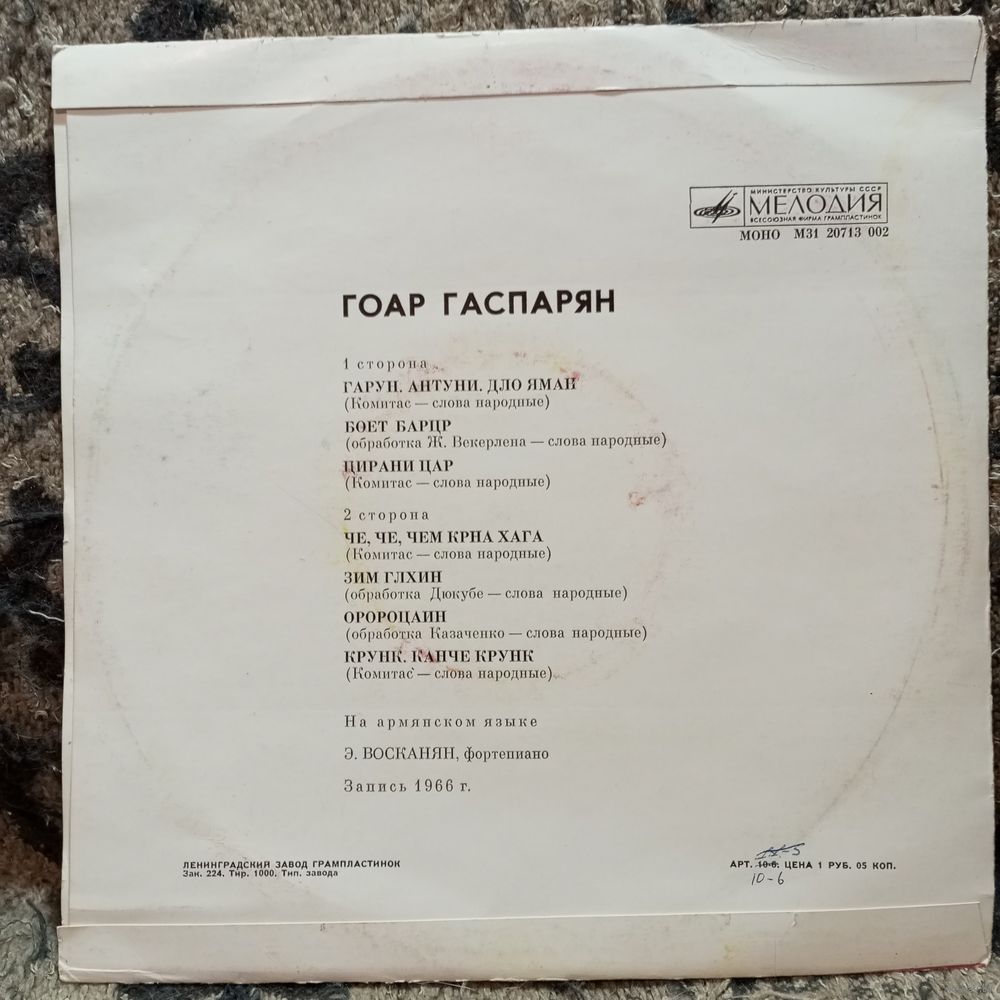 МИНИСТЕРСТВО КУЛЬТУРЫ СССР
МЕЛОДИЯ
ВСЕСОЮЗНАЯ ФИРМА ГРАМПЛАСТИНОК
МОНО М31 20713 002
ГОАР ГАСПАРЯН
1 сторона
ГАРУН. АНТУНИ. ДЛО ЯМАН
(Комитас — слова народные)
БОЕТ БАРЦР
(обработка Ж. Векерлена — слова народные)
ЦИРАНИ ЦАР
(Комитас — слова народные)
2 сторона
ЧЕ, ЧЕ, ЧЕМ КРНА ХАГА
(Комитас — слова народные)
ЗИМ ГЛХИН
(обработка Дюкубе — слова народные)
ОРОРОЦАИН
(обработка Казаченко — слова народные)
КРУНК. КАНЧЕ КРУНК
(Комитас — слова народные)
На армянском языке
Э. ВОСКАНЯН, фортепиано
Запись 1966 г.
ЛЕНИНГРАДСКИЙ ЗАВОД ГРАМПЛАСТИНОК
Зак. 224. Тир. 1000. Тип. завода
АРТ. 10-6. ЦЕНА 1 РУБ. 05 КОП.
10-6